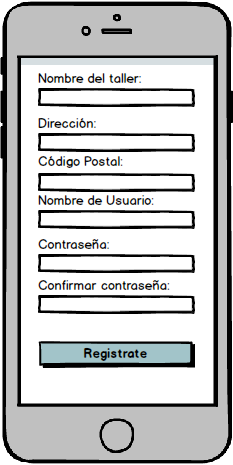 Nombre del taller:
Dirección:
Código Postal:
Nombre de Usuario:
Contraseña:
Confirmar contraseña:
Registrate